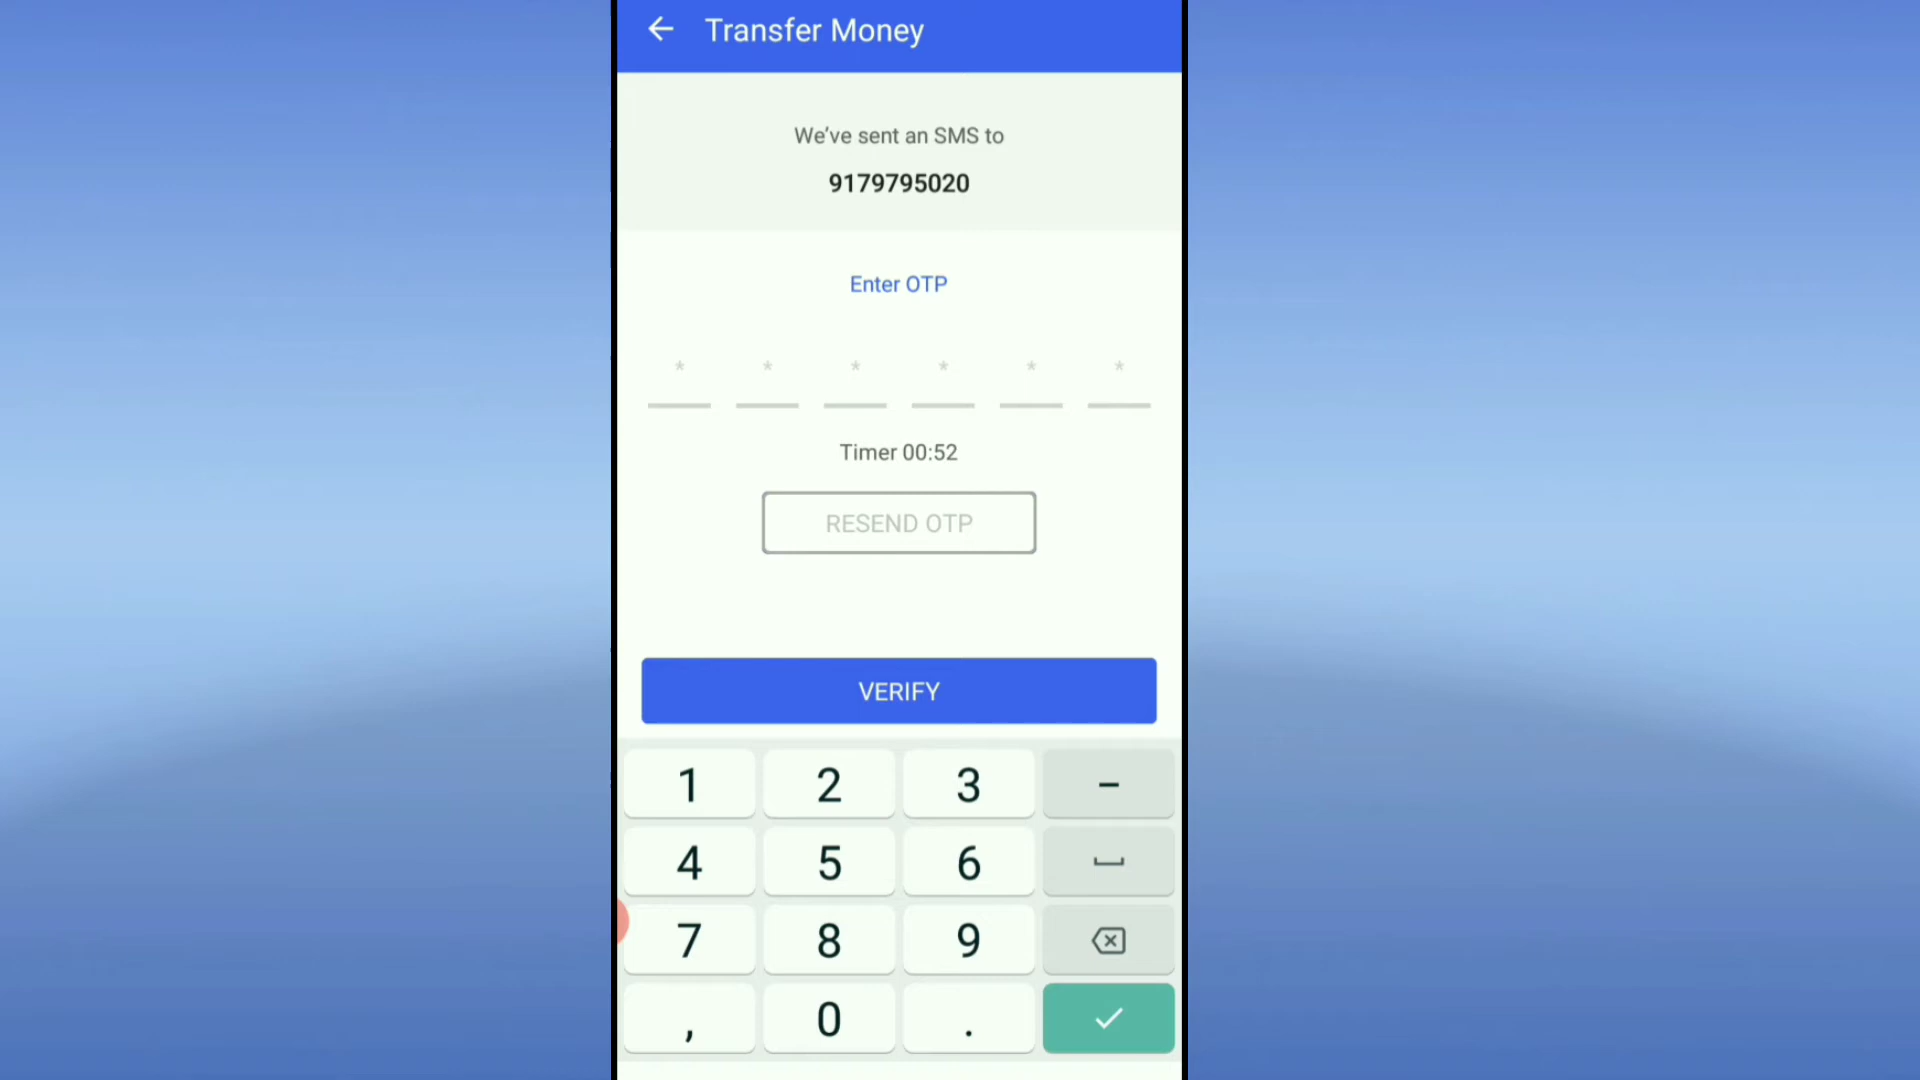 Transfer Money
We've sent an SMS to
9179795020
Enter OTP
* * * * * *
Timer 00:52
RESEND OTP
VERIFY
1 2 3 –
4 5 6
7 8 9
, 0 .